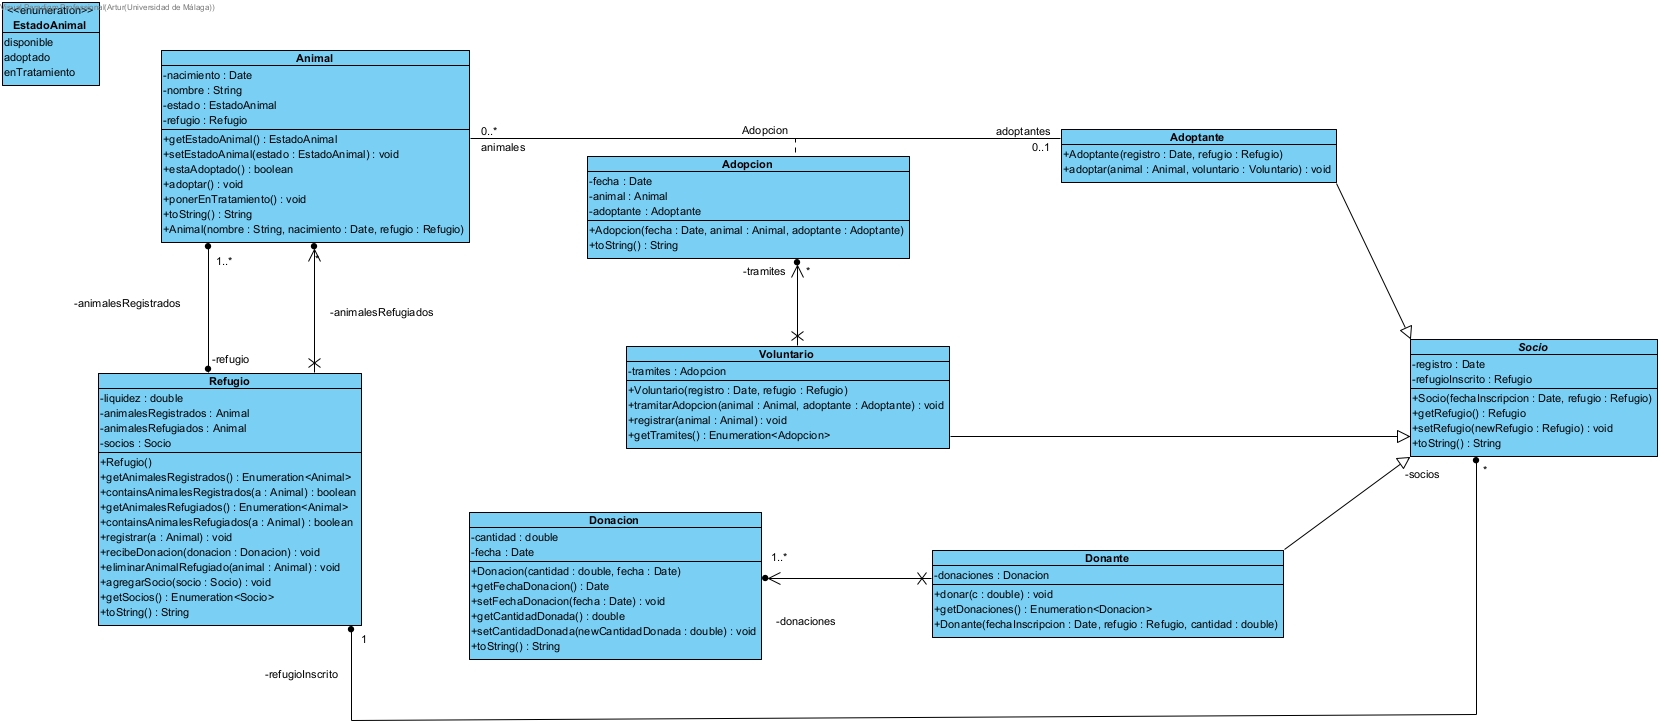 (Artur(Universidad de Málaga))
<<enumeration>>
EstadoAnimal
disponible
adoptado
enTratamiento
Animal
-nacimiento : Date
-nombre : String
-estado : EstadoAnimal
-refugio : Refugio
+getEstadoAnimal() : EstadoAnimal
+setEstadoAnimal(estado : EstadoAnimal) : void
+estaAdoptado() : boolean
+adoptar() : void
+ponerEnTratamiento() : void
+toString() : String
+Animal(nombre : String, nacimiento : Date, refugio : Refugio)
0..*
animales
Adopcion
adoptantes
0..1
Adopcion
-fecha : Date
-animal : Animal
-adoptante : Adoptante
+Adopcion(fecha : Date, animal : Animal, adoptante : Adoptante)
+toString() : String
Adoptante
+Adoptante(registro : Date, refugio : Refugio)
+adoptar(animal : Animal, voluntario : Voluntario) : void
1..*
*
-animalesRegistrados
-animalesRefugiados
-refugio
-tramites
*
Voluntario
-tramites : Adopcion
+Voluntario(registro : Date, refugio : Refugio)
+tramitarAdopcion(animal : Animal, adoptante : Adoptante) : void
+registrar(animal : Animal) : void
+getTramites() : Enumeration<Adopcion>
Socio
-registro : Date
-refugioInscrito : Refugio
+Socio(fechaInscripcion : Date, refugio : Refugio)
+getRefugio() : Refugio
+setRefugio(newRefugio : Refugio) : void
+toString() : String
-socios
*
Refugio
-liquidez : double
-animalesRegistrados : Animal
-animalesRefugiados : Animal
-socios : Socio
+Refugio()
+getAnimalesRegistrados() : Enumeration<Animal>
+containsAnimalesRegistrados(a : Animal) : boolean
+getAnimalesRefugiados() : Enumeration<Animal>
+containsAnimalesRefugiados(a : Animal) : boolean
+registrar(a : Animal) : void
+recibeDonacion(donacion : Donacion) : void
+eliminarAnimalRefugiado(animal : Animal) : void
+agregarSocio(socio : Socio) : void
+getSocios() : Enumeration<Socio>
+toString() : String
1
-refugioInscrito
Donacion
-cantidad : double
-fecha : Date
+Donacion(cantidad : double, fecha : Date)
+getFechaDonacion() : Date
+setFechaDonacion(fecha : Date) : void
+getCantidadDonada() : double
+setCantidadDonada(newCantidadDonada : double) : void
+toString() : String
1..*
-donaciones
Donante
-donaciones : Donacion
+donar(c : double) : void
+getDonaciones() : Enumeration<Donacion>
+Donante(fechaInscripcion : Date, refugio : Refugio, cantidad : double)